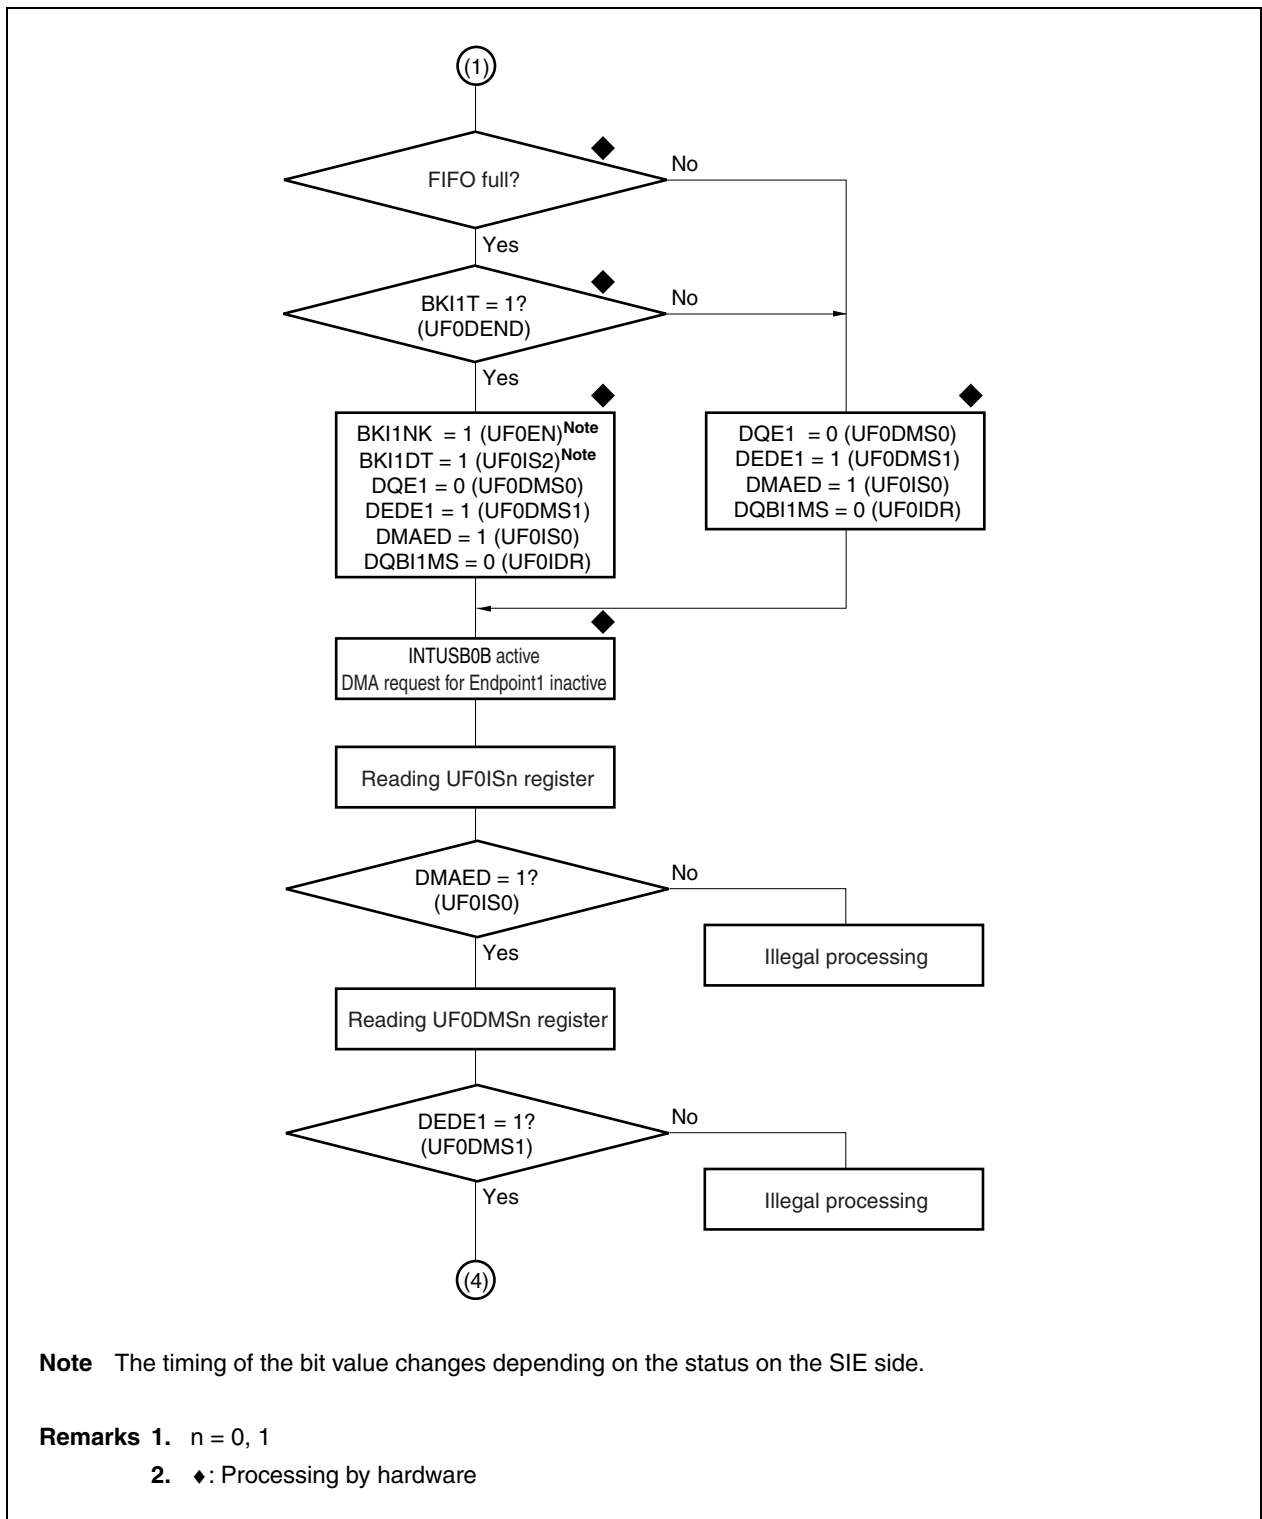 (1)
FIFO full?
No
Yes
BKI1T = 1?
(UF0DEND)
No
Yes
BKI1NK = 1 (UF0EN)Note
BKI1DT = 1 (UF0IS2)Note
DQE1 = 0 (UF0DMS0)
DEDE1 = 1 (UF0DMS1)
DMAED = 1 (UF0IS0)
DQBI1MS = 0 (UF0IDR)
DQE1 = 0 (UF0DMS0)
DEDE1 = 1 (UF0DMS1)
DMAED = 1 (UF0IS0)
DQBI1MS = 0 (UF0IDR)
INTUSB0B active
DMA request for Endpoint1 inactive
Reading UF0ISn register
DMAED = 1?
(UF0IS0)
No
Illegal processing
Yes
Reading UF0DMSn register
DEDE1 = 1?
(UF0DMS1)
No
Illegal processing
Yes
(4)
Note The timing of the bit value changes depending on the status on the SIE side.
Remarks 1. n = 0, 1
2. ♦: Processing by hardware